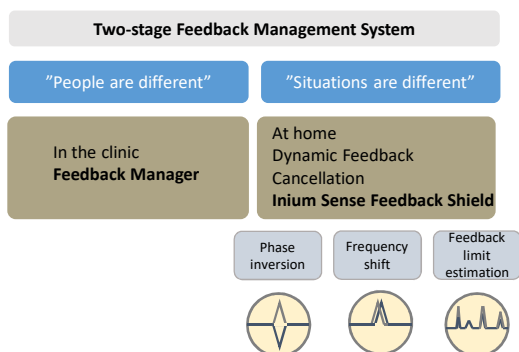 Two-stage Feedback Management System
”People are different”
”Situations are different”
In the clinic
Feedback Manager
At home
Dynamic Feedback
Cancellation
Inium Sense Feedback Shield
Phase
inversion
Frequency
shift
Feedback
limit
estimation